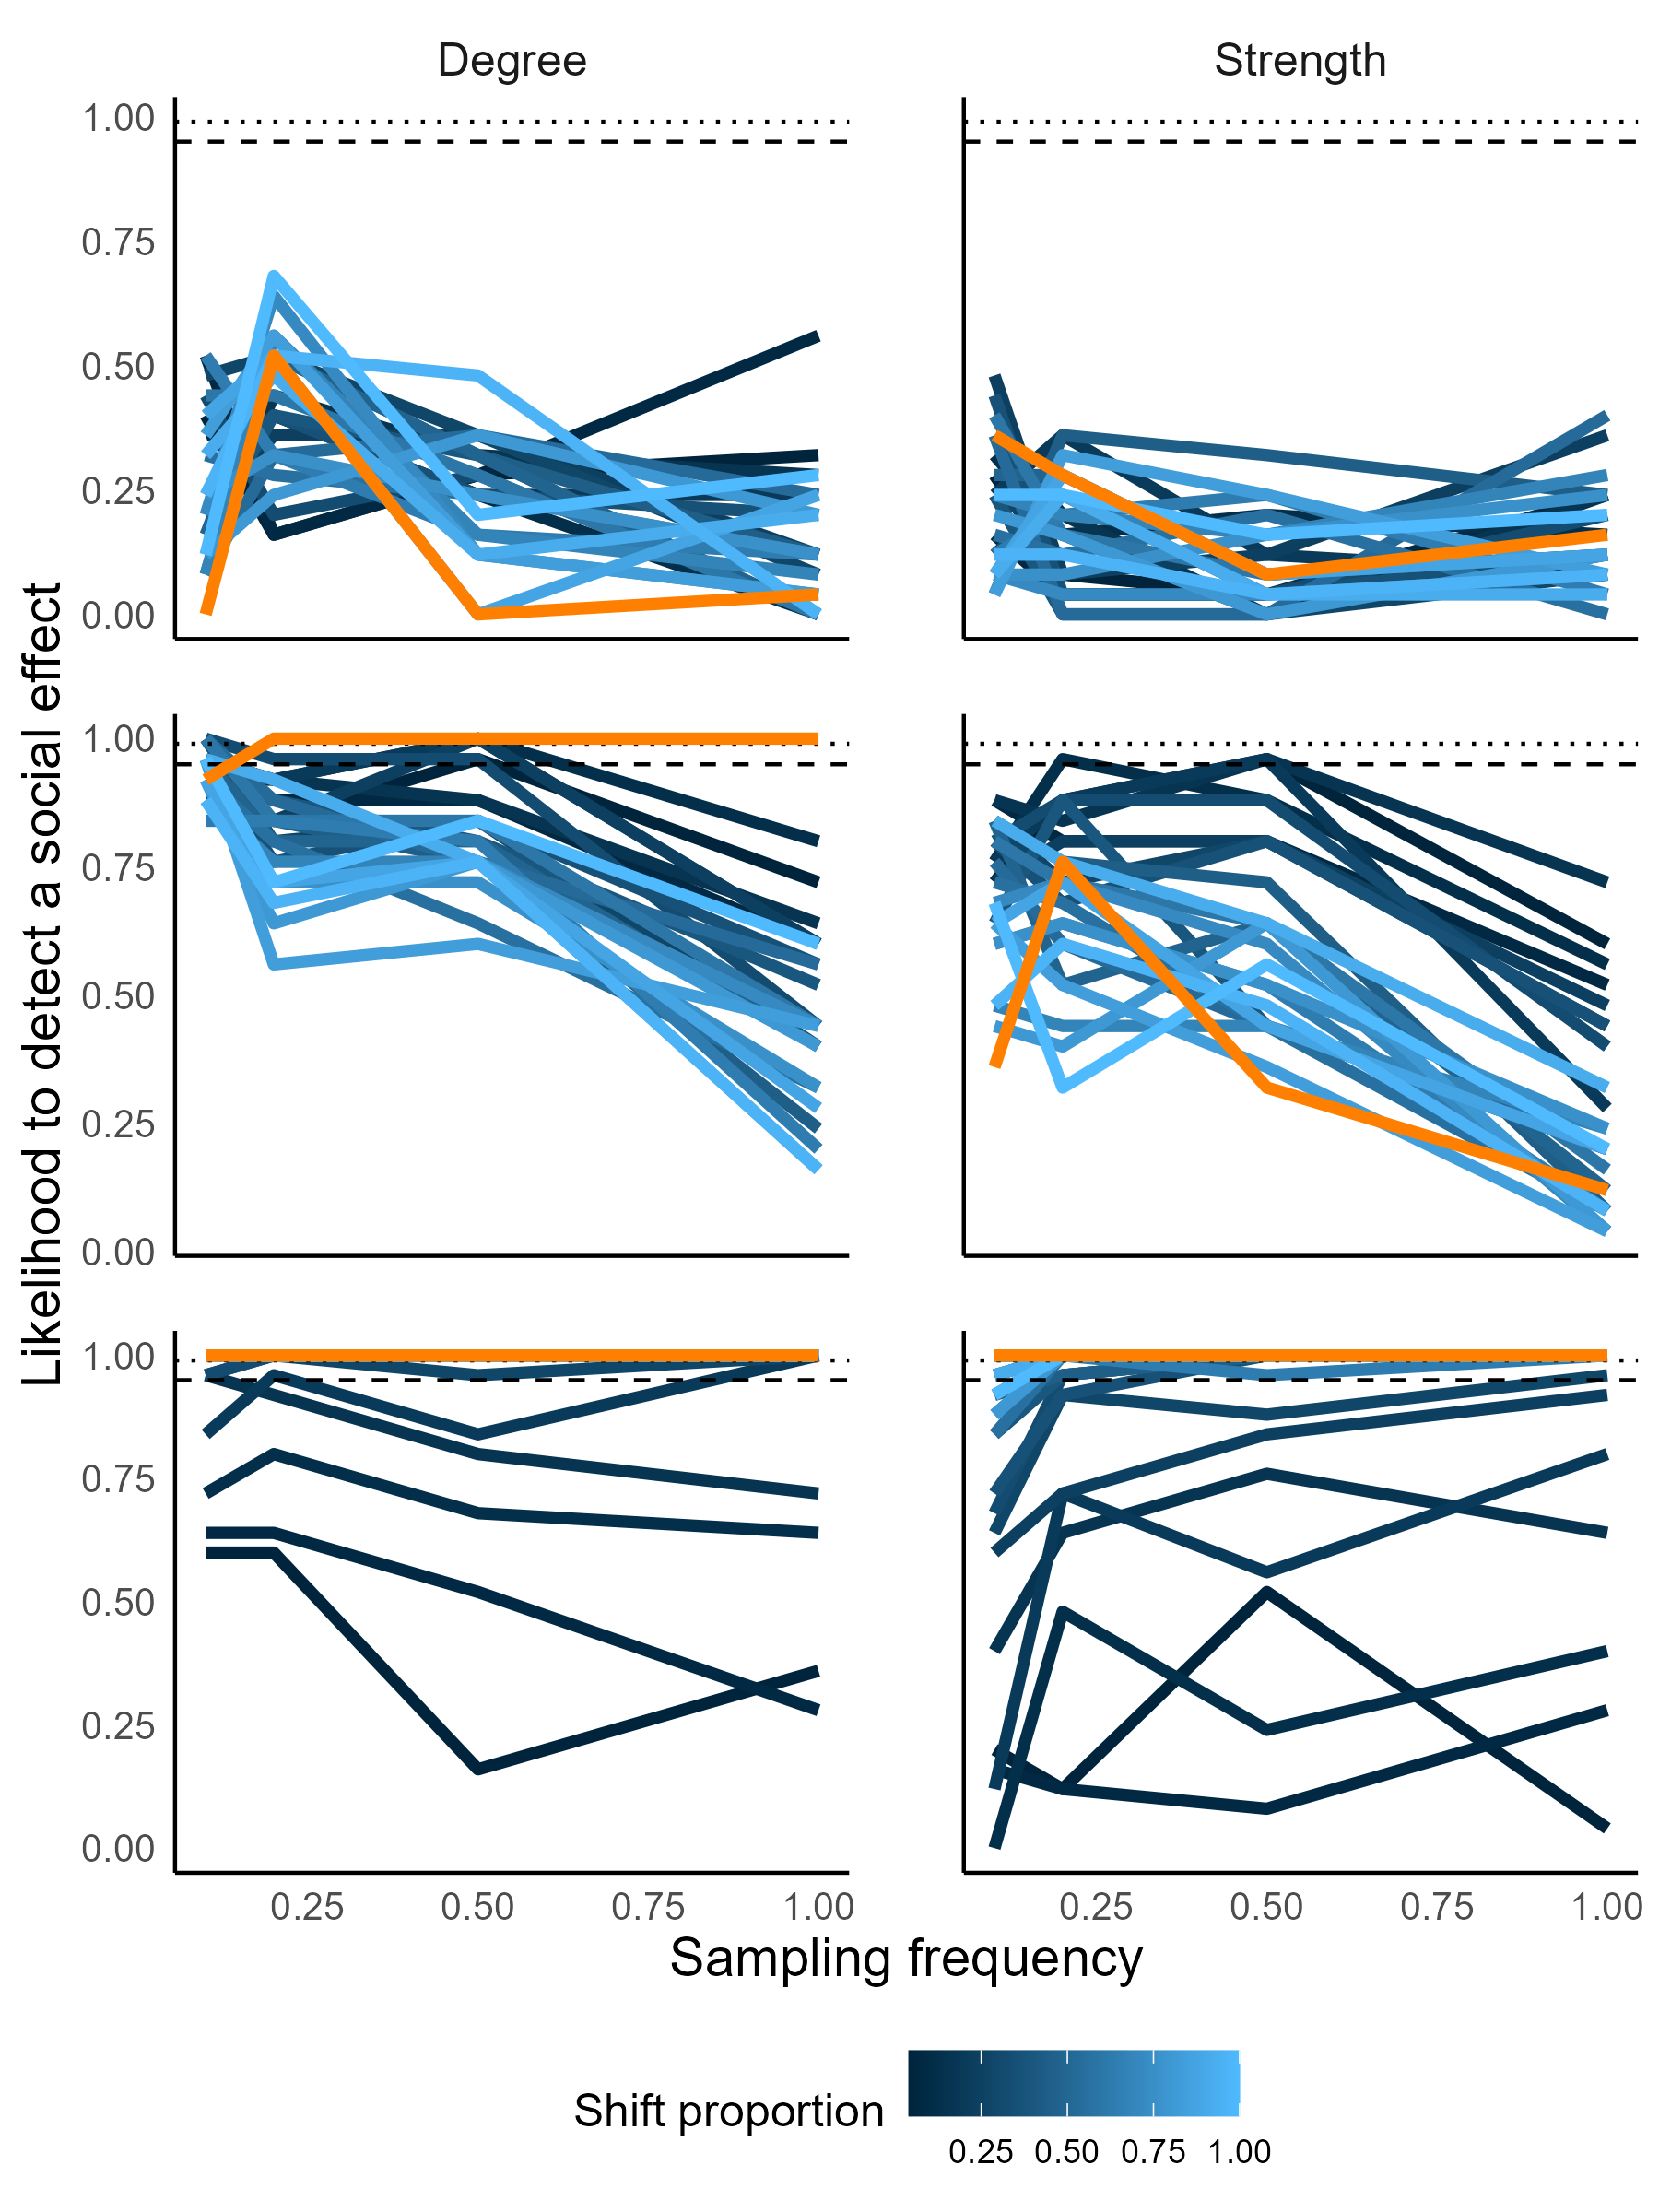 Degree Strength
1.00
0.75
0.50
0.25
0.00
Likelihood to detect a social effect
1.00
0.75
0.50
0.25
0.00
1.00
0.75
0.50
0.25
0.00
0.25 0.50 0.75 1.00 0.25 0.50 0.75 1.00
Sampling frequency
Shift proportion
0.25 0.50 0.75 1.00